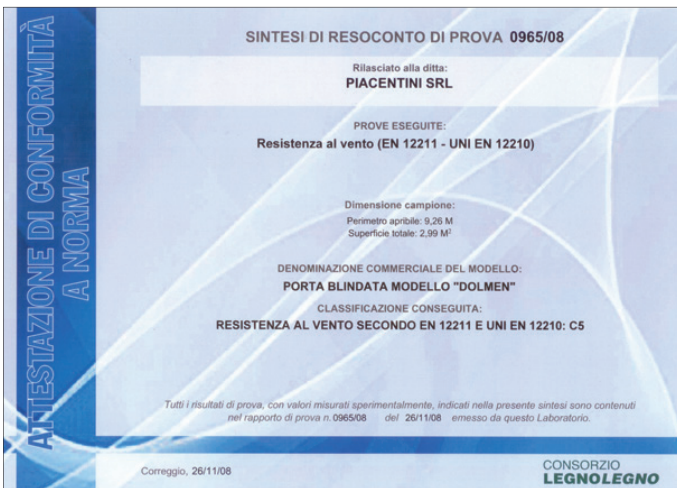 ATTESTAZIONE DI CONFORMITÀ
A NORMA
SINTESI DI RESOCONTO DI PROVA 0965/08
Rilasciato alla ditta:
PIACENTINI SRL
PROVE ESEGUITE:
Resistenza al vento (EN 12211 - UNI EN 12210)
Dimensione campione:
Perimetro apribile: 9,26 M
Superficie totale: 2,99 M²
DENOMINAZIONE COMMERCIALE DEL MODELLO:
PORTA BLINDATA MODELLO "DOLMEN"
CLASSIFICAZIONE CONSEGUITA:
RESISTENZA AL VENTO SECONDO EN 12211 E UNI EN 12210: C5
Tutti i risultati di prova, con valori misurati sperimentalmente, indicati nella presente sintesi sono contenuti
nel rapporto di prova n. 0965/08 del 26/11/08 emesso da questo Laboratorio.
Correggio, 26/11/08
CONSORZIO
LEGNOLEGNO